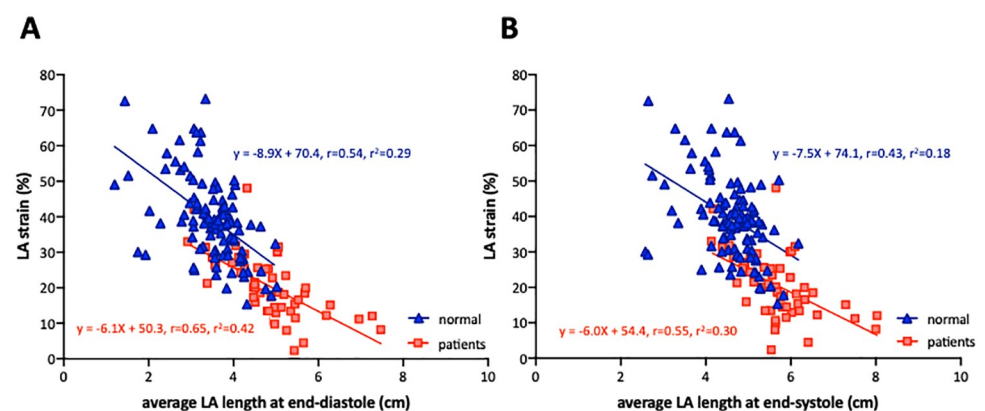 A
B
80
70
60
50
40
30
20
10
0
LA strain (%)
y = -8.9X + 70.4, r=0.54, r²=0.29
y = -6.1X + 50.3, r=0.65, r²=0.42
normal
patients
0 2 4 6 8 10
average LA length at end-diastole (cm)
80
70
60
50
40
30
20
10
0
LA strain (%)
y = -7.5X + 74.1, r=0.43, r²=0.18
y = -6.0X + 54.4, r=0.55, r²=0.30
normal
patients
0 2 4 6 8 10
average LA length at end-systole (cm)